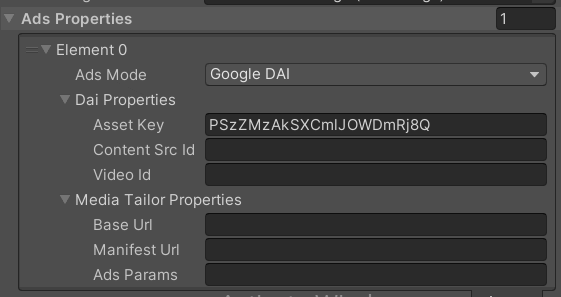 Ads Properties 1
Element 0
Ads Mode Google DAI
Dai Properties
Asset Key PSzZMzAkSXCmlJOWDmRj8Q
Content Src Id
Video Id
Media Tailor Properties
Base Url
Manifest Url
Ads Params